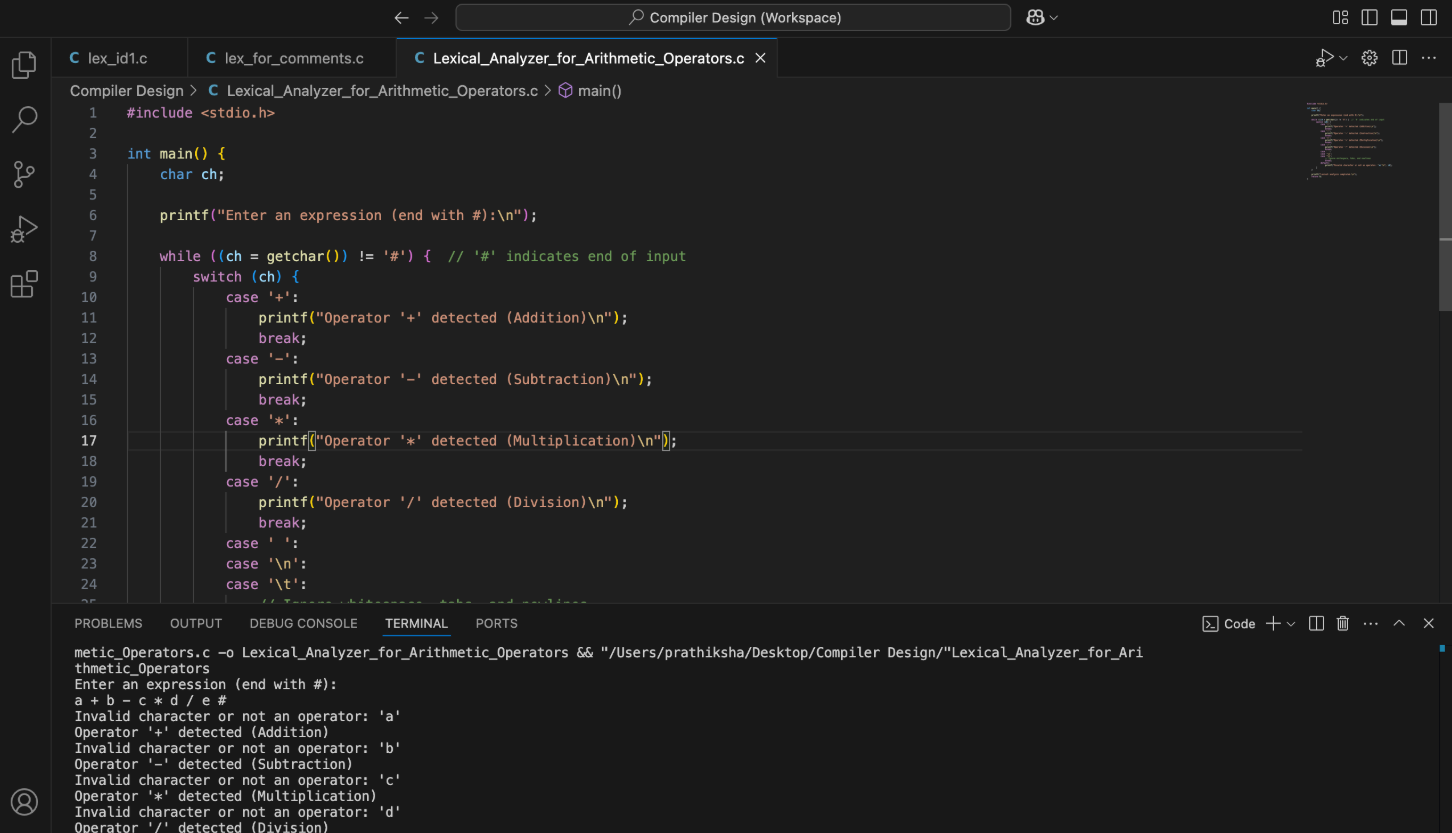 Compiler Design (Workspace)
C lex_id1.c C lex_for_comments.c C Lexical_Analyzer_for_Arithmetic_Operators.c
Compiler Design > C Lexical_Analyzer_for_Arithmetic_Operators.c > main()
1 #include <stdio.h>
2
3 int main() {
4 char ch;
5
6 printf("Enter an expression (end with #):\n");
7
8 while ((ch = getchar()) != '#') { // '#' indicates end of input
9 switch (ch) {
10 case '+':
11 printf("Operator '+' detected (Addition)\n");
12 break;
13 case '-':
14 printf("Operator '-' detected (Subtraction)\n");
15 break;
16 case '*':
17 printf("Operator '*' detected (Multiplication)\n");
18 break;
19 case '/':
20 printf("Operator '/' detected (Division)\n");
21 break;
22 case ' ':
23 case '\n':
24 case '\t':
PROBLEMS OUTPUT DEBUG CONSOLE TERMINAL PORTS Code
metic_Operators.c -o Lexical_Analyzer_for_Arithmetic_Operators && "/Users/prathiksha/Desktop/Compiler Design/"Lexical_Analyzer_for_Ari
thmetic_Operators
Enter an expression (end with #):
a + b - c * d / e #
Invalid character or not an operator: 'a'
Operator '+' detected (Addition)
Invalid character or not an operator: 'b'
Operator '-' detected (Subtraction)
Invalid character or not an operator: 'c'
Operator '*' detected (Multiplication)
Invalid character or not an operator: 'd'
Operator '/' detected (Division)